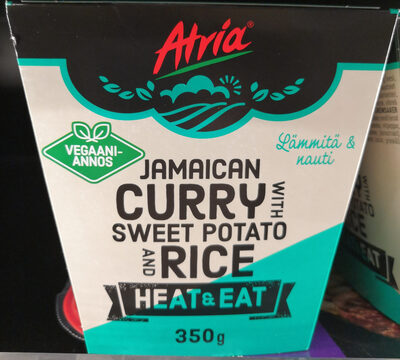 Atria®
VEGAANI-
ANNOS
Lämmitä &
nauti
JAMAICAN
CURRY WITH
SWEET POTATO
AND RICE
HEAT & EAT
350g